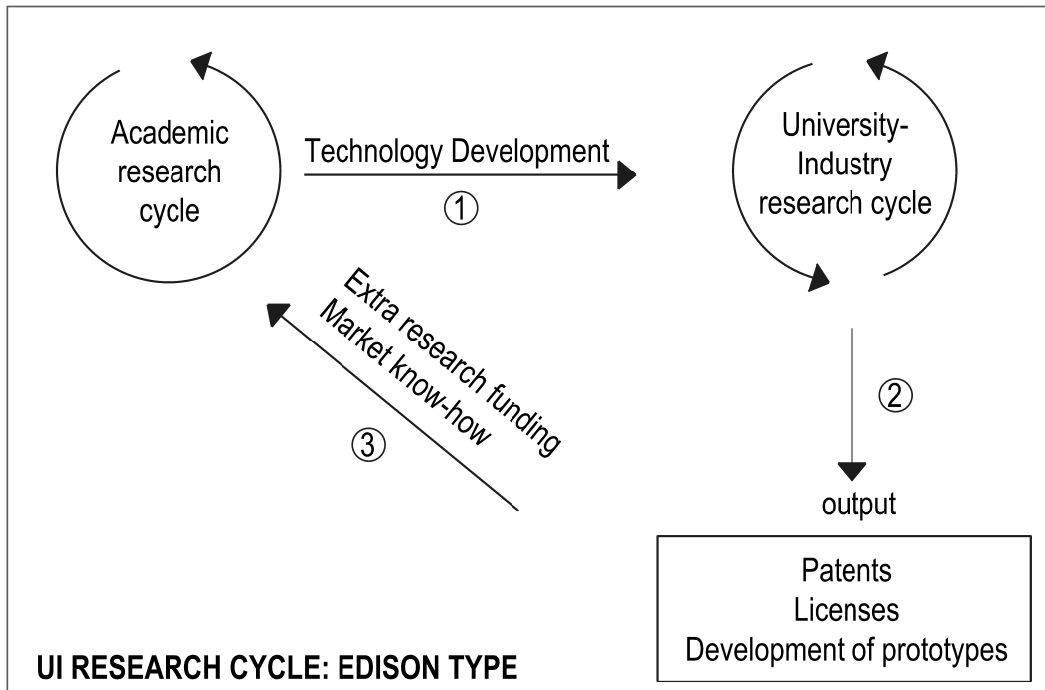 Academic
research
cycle
Technology Development
①
University-
Industry
research cycle
Extra research funding
Market know-how
③
②
output
Patents
Licenses
Development of prototypes
UI RESEARCH CYCLE: EDISON TYPE